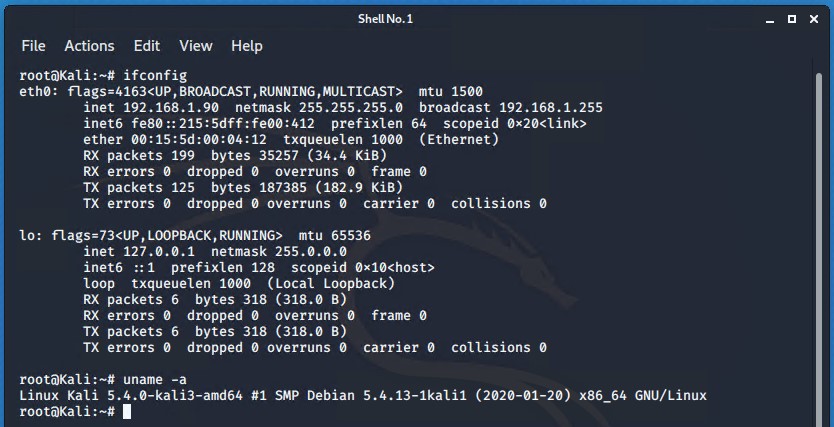 Shell No. 1
File Actions Edit View Help
root@Kali:~# ifconfig
eth0: flags=4163<UP,BROADCAST,RUNNING,MULTICAST>  mtu 1500
        inet 192.168.1.90  netmask 255.255.255.0  broadcast 192.168.1.255
        inet6 fe80::215:5dff:fe00:412  prefixlen 64  scopeid 0×20<link>
        ether 00:15:5d:00:04:12  txqueuelen 1000  (Ethernet)
        RX packets 199  bytes 35257 (34.4 KiB)
        RX errors 0  dropped 0  overruns 0  frame 0
        TX packets 125  bytes 187385 (182.9 KiB)
        TX errors 0  dropped 0 overruns 0  carrier 0  collisions 0

lo: flags=73<UP,LOOPBACK,RUNNING>  mtu 65536
        inet 127.0.0.1  netmask 255.0.0.0
        inet6 ::1  prefixlen 128  scopeid 0×10<host>
        loop  txqueuelen 1000  (Local Loopback)
        RX packets 6  bytes 318 (318.0 B)
        RX errors 0  dropped 0  overruns 0  frame 0
        TX packets 6  bytes 318 (318.0 B)
        TX errors 0  dropped 0 overruns 0  carrier 0  collisions 0

root@Kali:~# uname -a
Linux Kali 5.4.0-kali3-amd64 #1 SMP Debian 5.4.13-1kali1 (2020-01-20) x86_64 GNU/Linux
root@Kali:~#